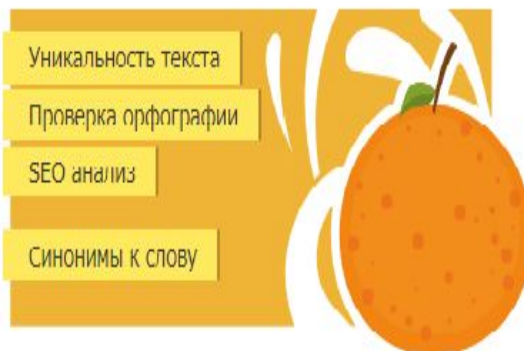 Уникальность текста
Проверка орфографии
SEO анализ
Синонимы к слову